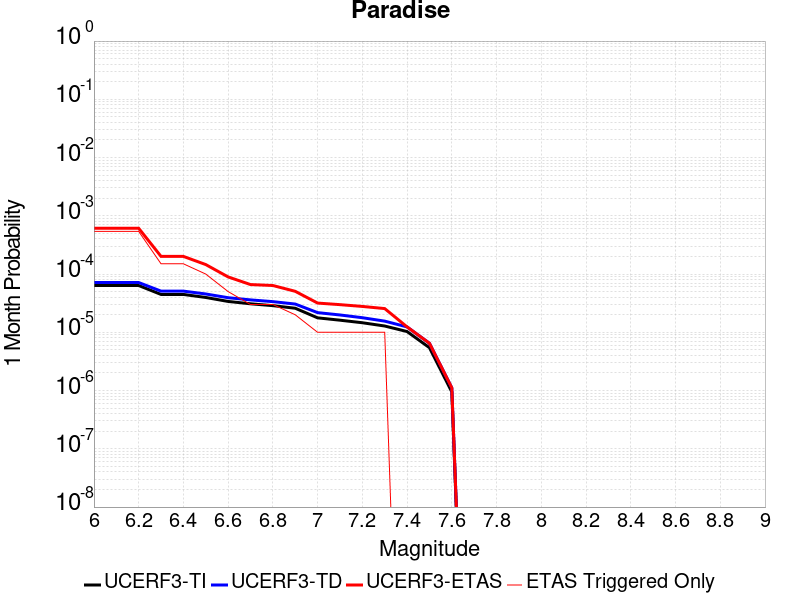 Paradise
10^0
10^-1
10^-2
10^-3
10^-4
10^-5
10^-6
10^-7
10^-8
1 Month Probability
6 6.2 6.4 6.6 6.8 7 7.2 7.4 7.6 7.8 8 8.2 8.4 8.6 8.8 9
Magnitude
UCERF3-TI UCERF3-TD UCERF3-ETAS ETAS Triggered Only